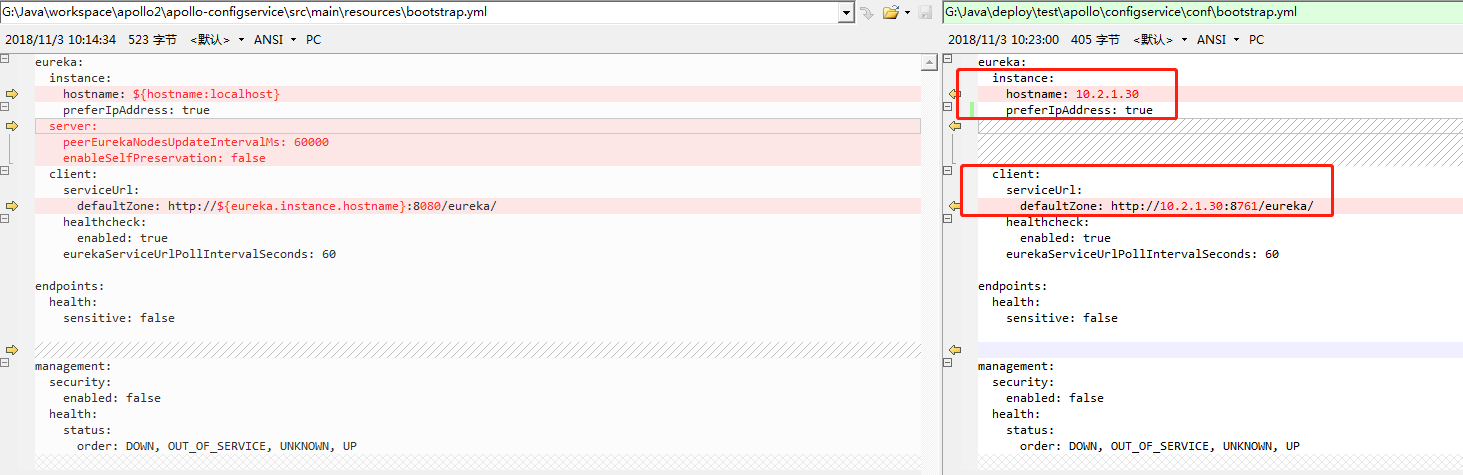 G:\Java\workspace\apollo2\apollo-configservice\src\main\resources\bootstrap.yml
2018/11/3 10:14:34 523 字节 <默认> ANSI PC
eureka:
instance:
hostname: ${hostname:localhost}
preferIpAddress: true
server:
peerEurekaNodesUpdateIntervalMs: 60000
enableSelfPreservation: false
client:
serviceUrl:
defaultZone: http://${eureka.instance.hostname}:8080/eureka/
healthcheck:
enabled: true
eurekaServiceUrlPollIntervalSeconds: 60
endpoints:
health:
sensitive: false
management:
security:
enabled: false
health:
status:
order: DOWN, OUT_OF_SERVICE, UNKNOWN, UP
G:\Java\deploy\test\apollo\configservice\conf\bootstrap.yml
2018/11/3 10:23:00 405 字节 <默认> ANSI PC
eureka:
instance:
hostname: 10.2.1.30
preferIpAddress: true
client:
serviceUrl:
defaultZone: http://10.2.1.30:8761/eureka/
healthcheck:
enabled: true
eurekaServiceUrlPollIntervalSeconds: 60
endpoints:
health:
sensitive: false
management:
security:
enabled: false
health:
status:
order: DOWN, OUT_OF_SERVICE, UNKNOWN, UP